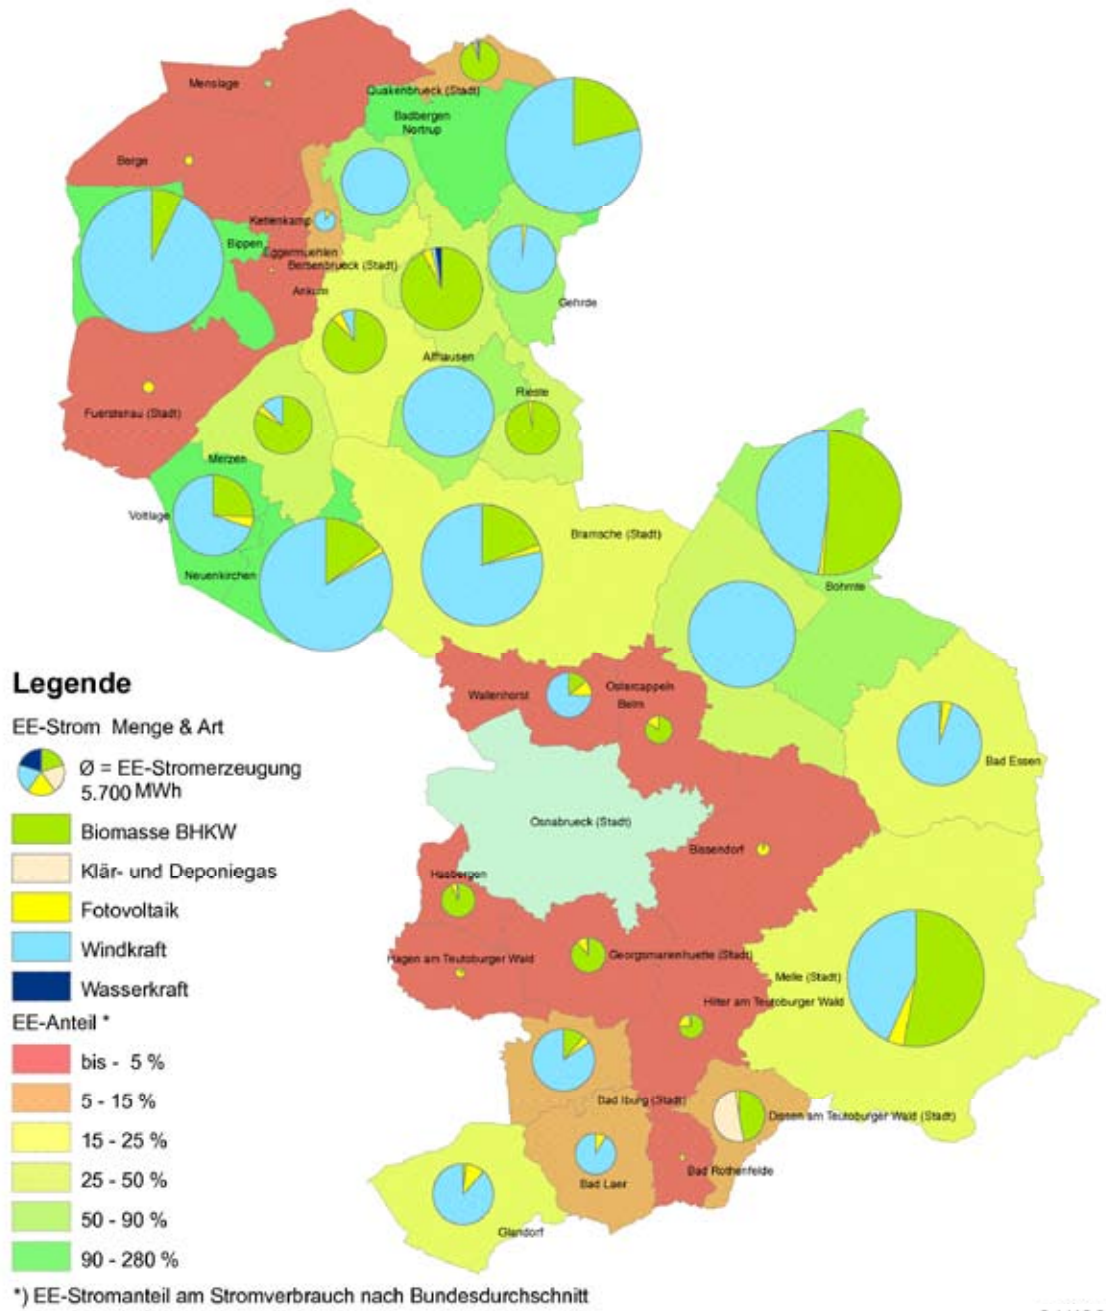 Menslage
Quakenbrueck (Stadt)
Badbergen
Nortrup
Berge
Kettenkamp
Bippen
Eggermuehlen
Bersenbrueck (Stadt)
Ankum
Gehrde
Alfhausen
Rieste
Fuerstenau (Stadt)
Merzen
Voltlage
Neuenkirchen
Bramsche (Stadt)
Bohmte
Wallenhorst
Ostercappeln
Belm
Bad Essen
Osnabrueck (Stadt)
Bissendorf
Hasbergen
Hagen am Teutoburger Wald
Georgsmarienhuette (Stadt)
Melle (Stadt)
Hilter am Teutoburger Wald
Bad Iburg (Stadt)
Dissen am Teutoburger Wald (Stadt)
Bad Rothenfelde
Bad Laer
Glandorf
Legende
EE-Strom Menge & Art
Ø = EE-Stromerzeugung
5.700 MWh
Biomasse BHKW
Klär- und Deponiegas
Fotovoltaik
Windkraft
Wasserkraft
EE-Anteil *
bis - 5 %
5 - 15 %
15 - 25 %
25 - 50 %
50 - 90 %
90 - 280 %
*) EE-Stromanteil am Stromverbrauch nach Bundesdurchschnitt